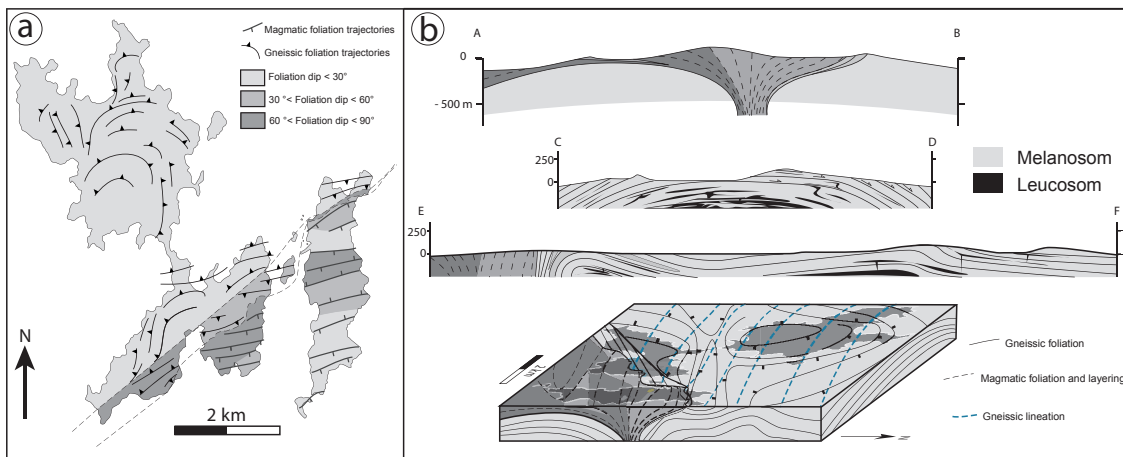 a
Magmatic foliation trajectories
Gneissic foliation trajectories
Foliation dip < 30°
30 °< Foliation dip < 60°
60 °< Foliation dip < 90°
N
2 km
b
A
B
0
- 500 m
C
D
250
0
Melanosom
Leucosom
E
F
250
0
Gneissic foliation
Magmatic foliation and layering
Gneissic lineation
N